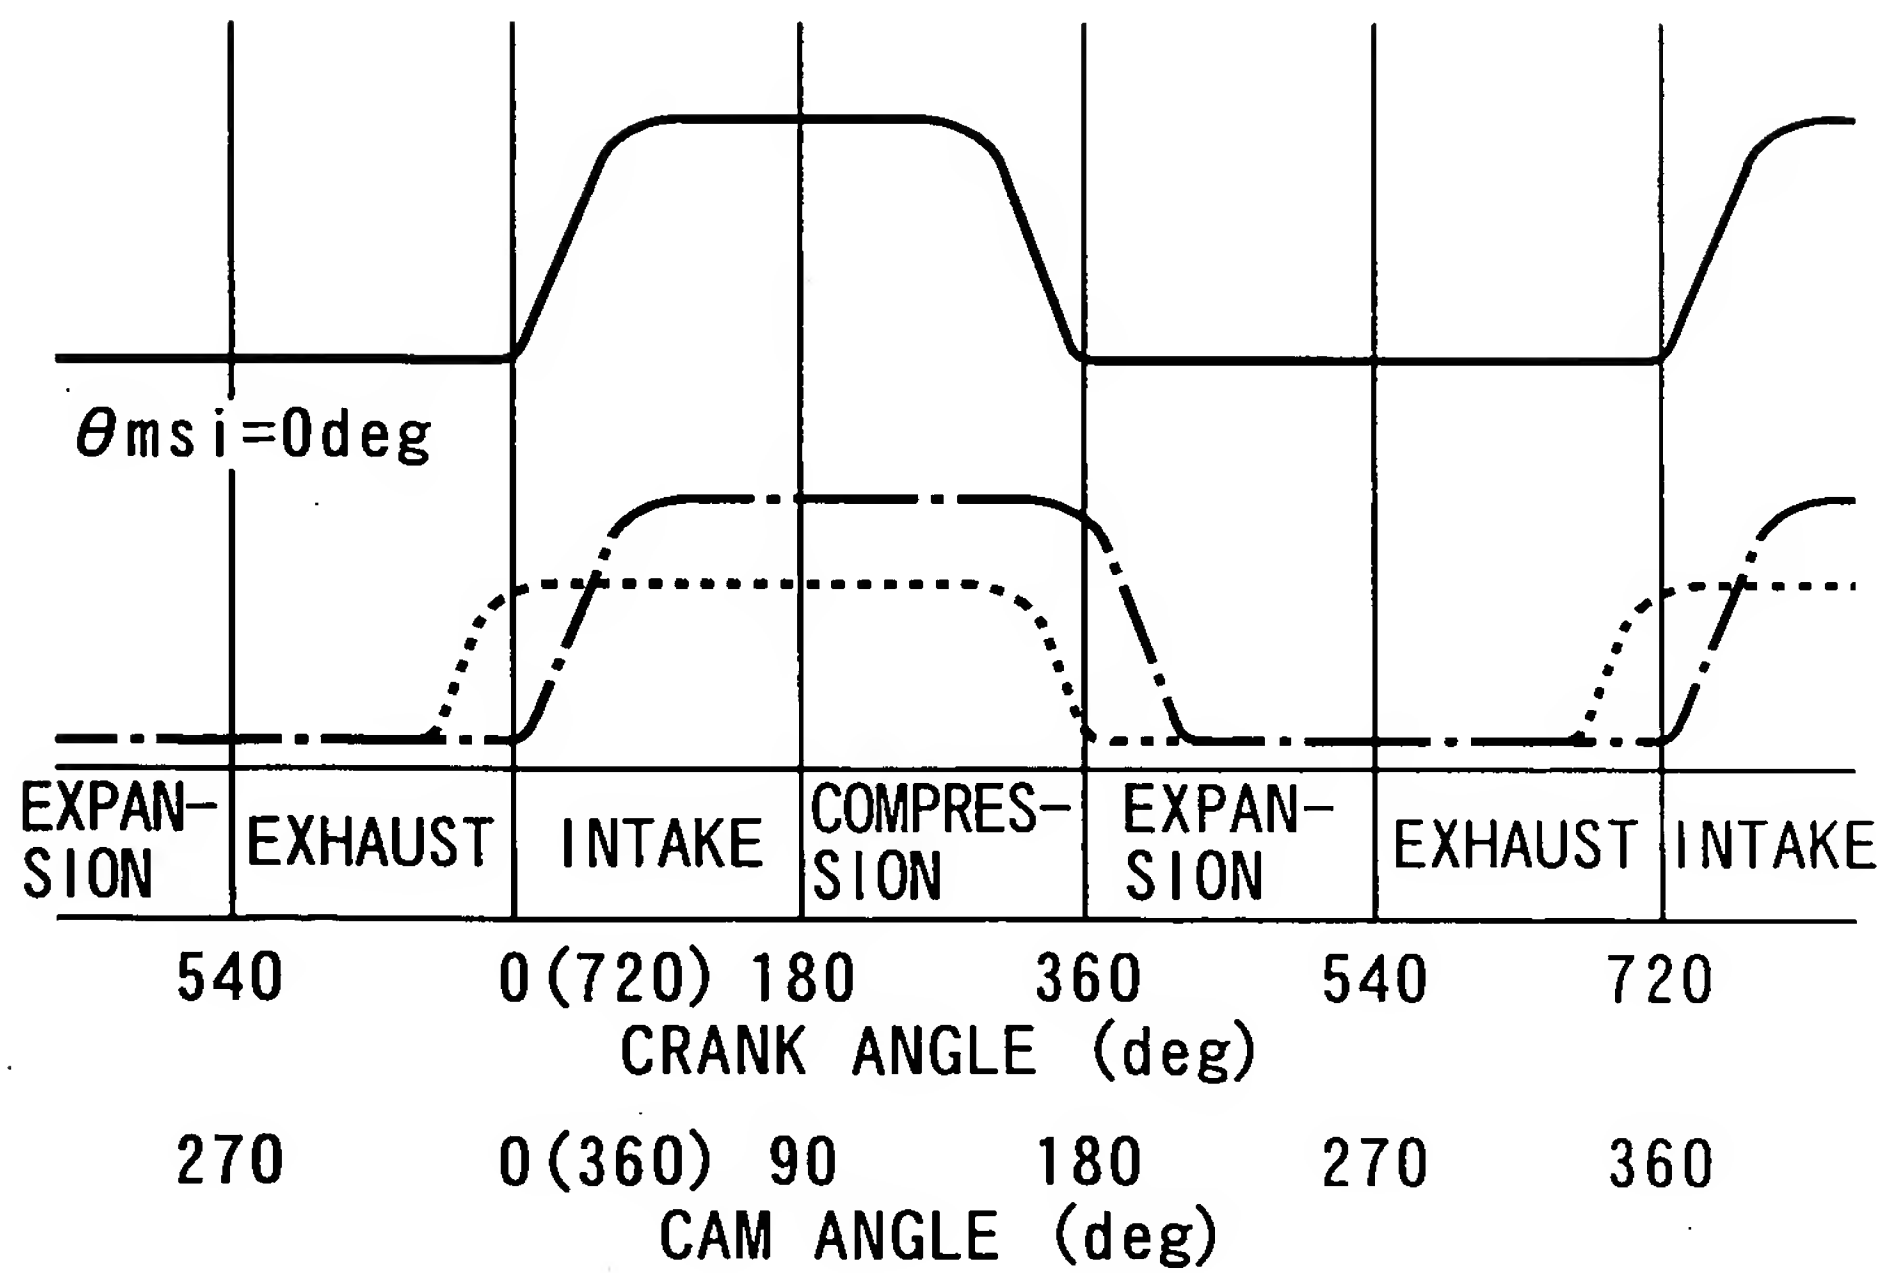 θmsi=0deg
EXPAN-
SION
EXHAUST
INTAKE
COMPRES-
SION
EXPAN-
SION
EXHAUST
INTAKE
540 0(720) 180 360 540 720
CRANK ANGLE (deg)
270 0(360) 90 180 270 360
CAM ANGLE (deg)